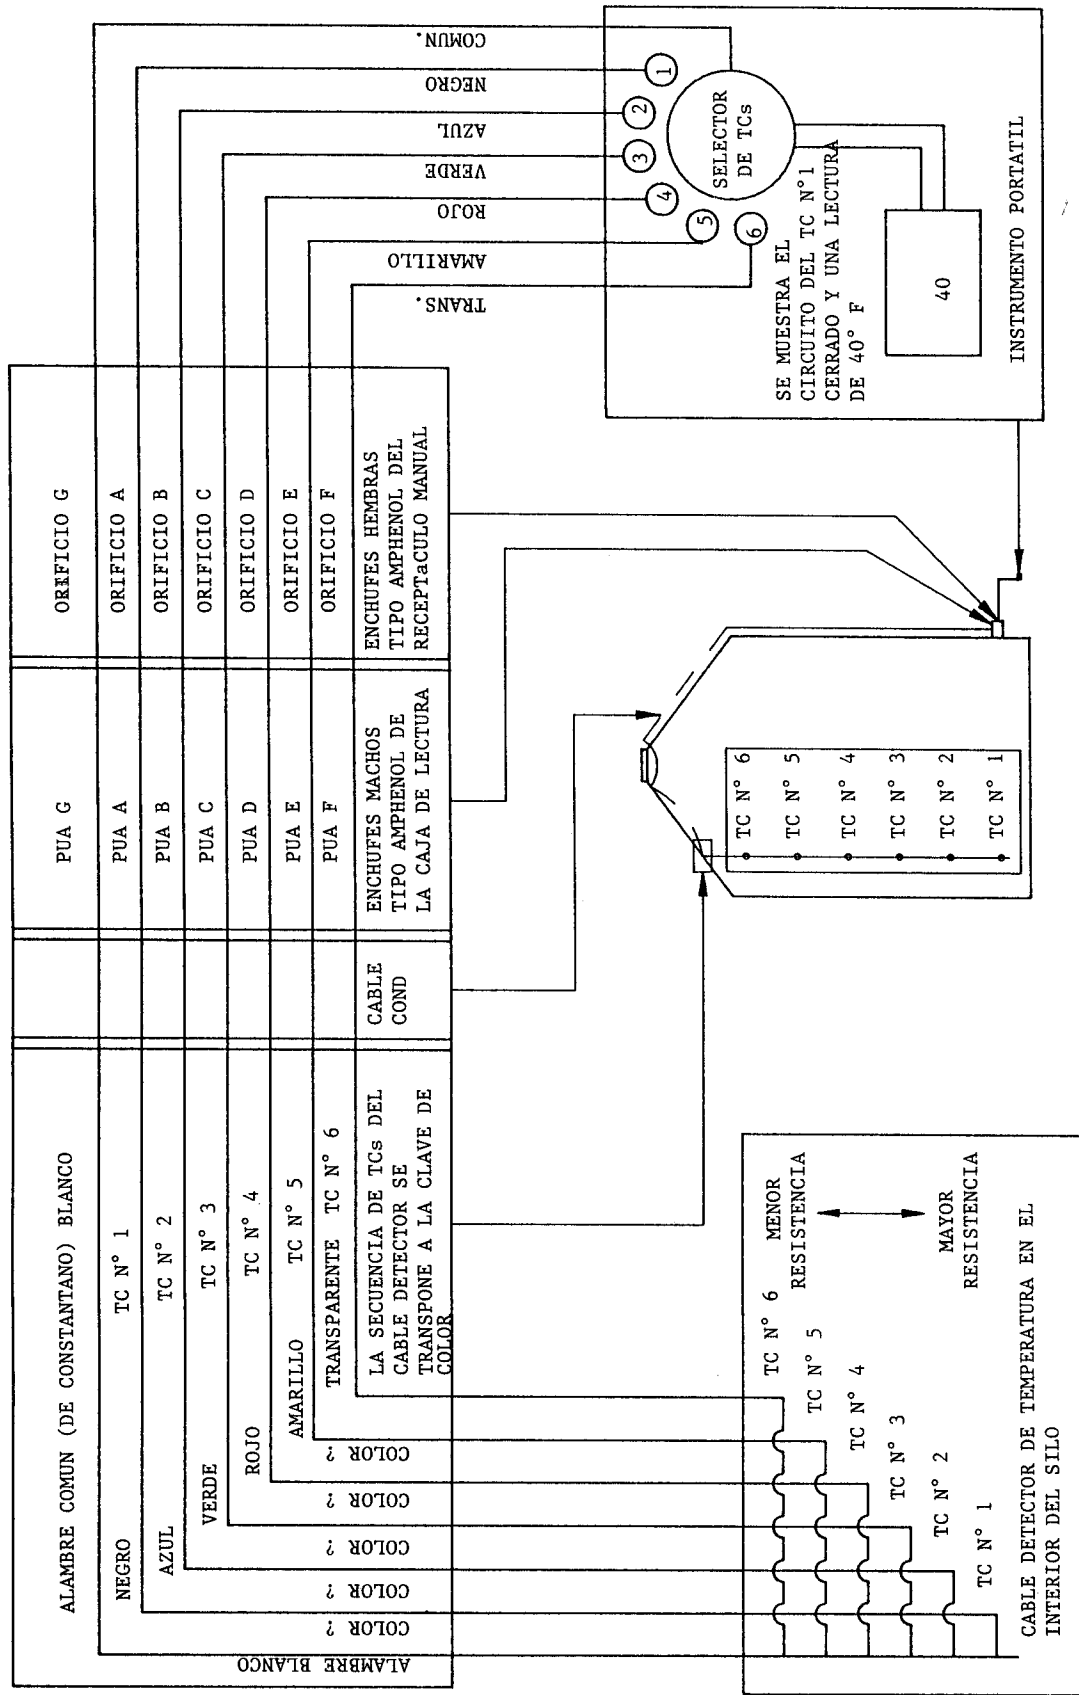 ALAMBRE COMUN (DE CONSTANTANO) BLANCO
PUA G
ORIFICIO G
NEGRO
TC N° 1
PUA A
ORIFICIO A
AZUL
TC N° 2
PUA B
ORIFICIO B
VERDE
TC N° 3
PUA C
ORIFICIO C
ROJO
TC N° 4
PUA D
ORIFICIO D
AMARILLO
TC N° 5
PUA E
ORIFICIO E
TRANSPARENTE TC N° 6
PUA F
ORIFICIO F
LA SECUENCIA DE TCs DEL
CABLE DETECTOR SE
TRANSPONE A LA CLAVE DE
COLOR
CABLE
COND
ENCHUFES MACHOS
TIPO AMPHENOL DE
LA CAJA DE LECTURA
ENCHUFES HEMBRAS
TIPO AMPHENOL DEL
RECEPTaCULO MANUAL
ALAMBRE BLANCO
COLOR ?
COLOR ?
COLOR ?
COLOR ?
COLOR ?
COMUN.
NEGRO
AZUL
VERDE
ROJO
AMARILLO
TRANS.
1
2
3
4
5
6
SELECTOR
DE TCs
SE MUESTRA EL
CIRCUITO DEL TC N°1
CERRADO Y UNA LECTURA
DE 40° F
40
INSTRUMENTO PORTATIL
TC N° 6
TC N° 5
TC N° 4
TC N° 3
TC N° 2
TC N° 1
TC N° 6
TC N° 5
TC N° 4
TC N° 3
TC N° 2
TC N° 1
MENOR
RESISTENCIA
MAYOR
RESISTENCIA
CABLE DETECTOR DE TEMPERATURA EN EL
INTERIOR DEL SILO